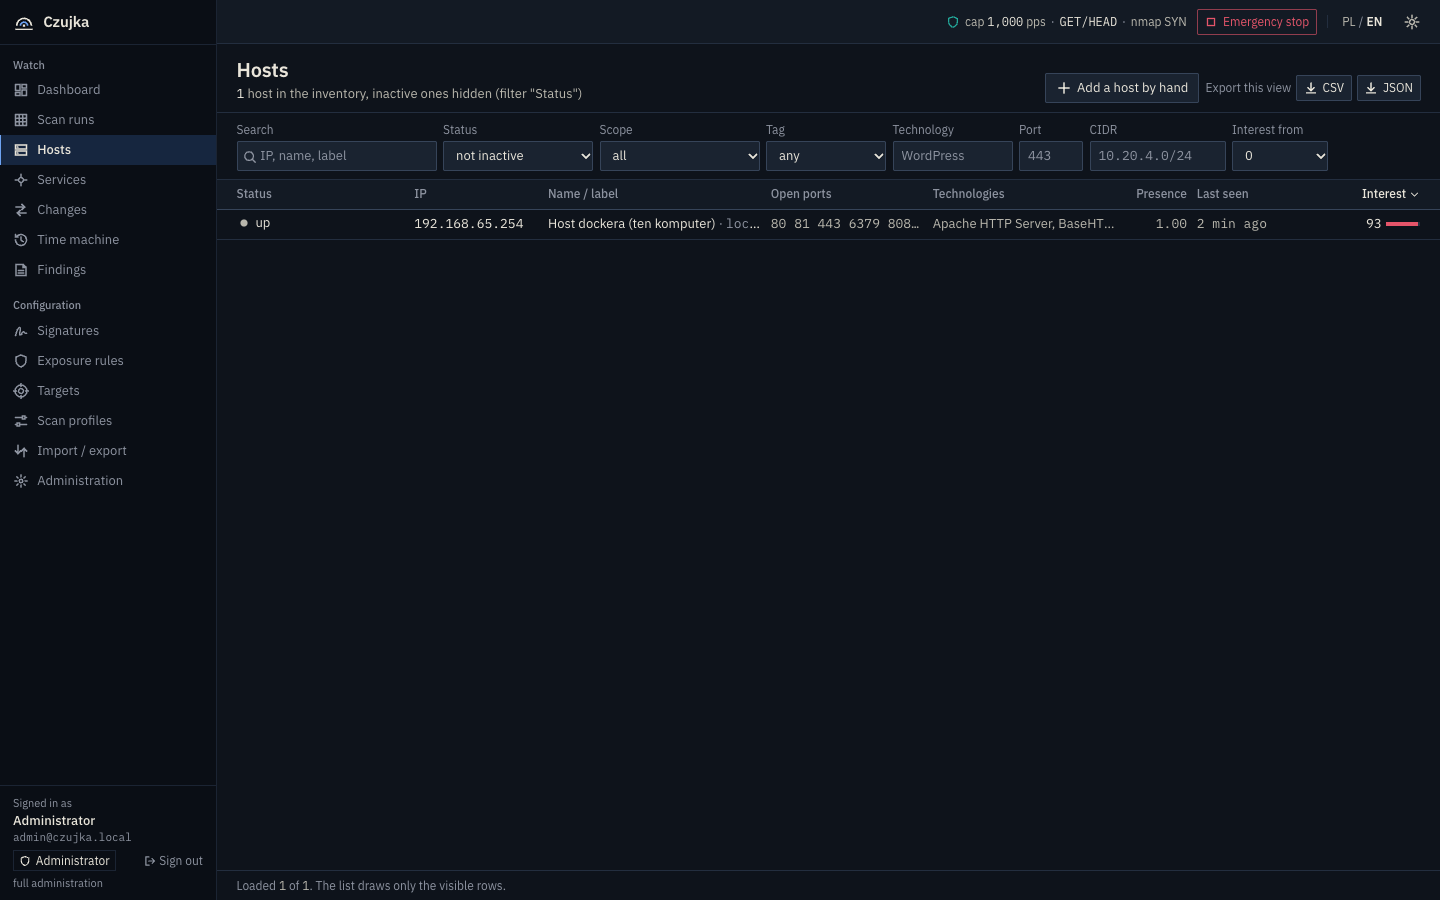 Czujka
cap 1,000 pps · GET/HEAD · nmap SYN
Emergency stop
PL / EN
Watch
Dashboard
Scan runs
Hosts
Services
Changes
Time machine
Findings
Configuration
Signatures
Exposure rules
Targets
Scan profiles
Import / export
Administration
Signed in as
Administrator
admin@czujka.local
Administrator
Sign out
full administration
Hosts
1 host in the inventory, inactive ones hidden (filter "Status")
Add a host by hand
Export this view
CSV
JSON
Search Status Scope Tag Technology Port CIDR Interest from
IP, name, label not inactive all any WordPress 443 10.20.4.0/24 0
Status IP Name / label Open ports Technologies Presence Last seen Interest
up 192.168.65.254 Host dockera (ten komputer) · loc… 80 81 443 6379 808… Apache HTTP Server, BaseHT… 1.00 2 min ago 93
Loaded 1 of 1. The list draws only the visible rows.